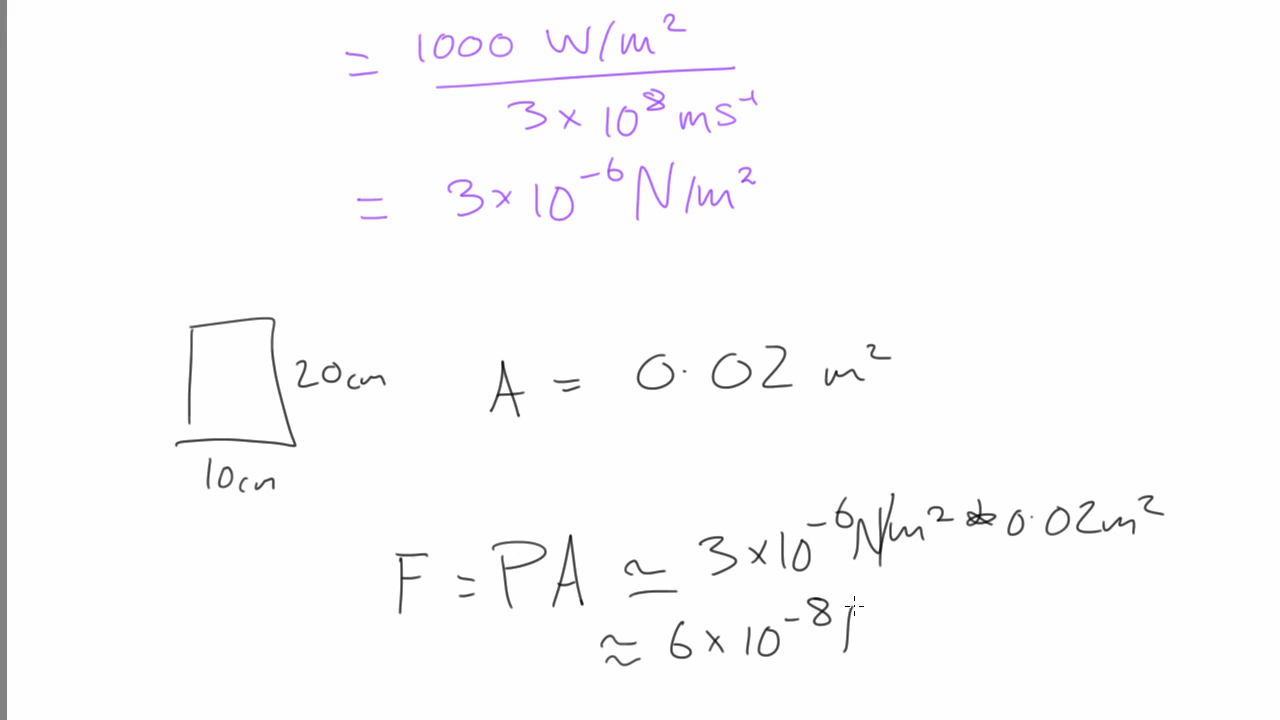 = 1000 W/m²
3 × 10⁸ ms⁻¹
= 3 × 10⁻⁶ N/m²
20cm
A = 0.02 m²
10cm
F = PA ≃ 3 × 10⁻⁶ N/m² * 0.02m²
≈ 6 × 10⁻⁸